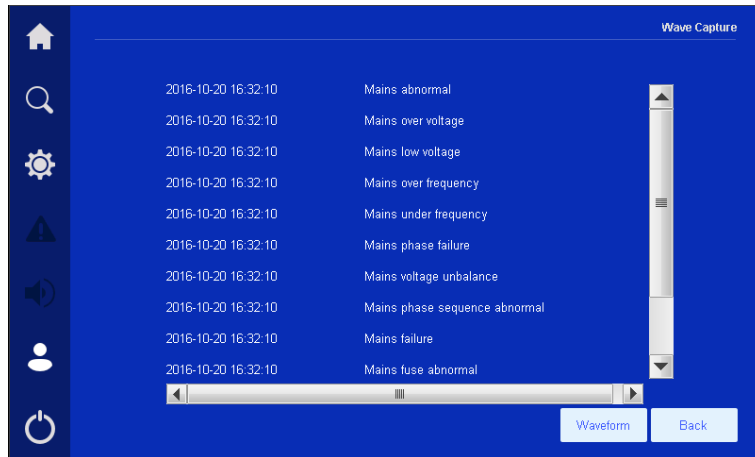 Wave Capture
2016-10-20 16:32:10 Mains abnormal
2016-10-20 16:32:10 Mains over voltage
2016-10-20 16:32:10 Mains low voltage
2016-10-20 16:32:10 Mains over frequency
2016-10-20 16:32:10 Mains under frequency
2016-10-20 16:32:10 Mains phase failure
2016-10-20 16:32:10 Mains voltage unbalance
2016-10-20 16:32:10 Mains phase sequence abnormal
2016-10-20 16:32:10 Mains failure
2016-10-20 16:32:10 Mains fuse abnormal
Waveform Back